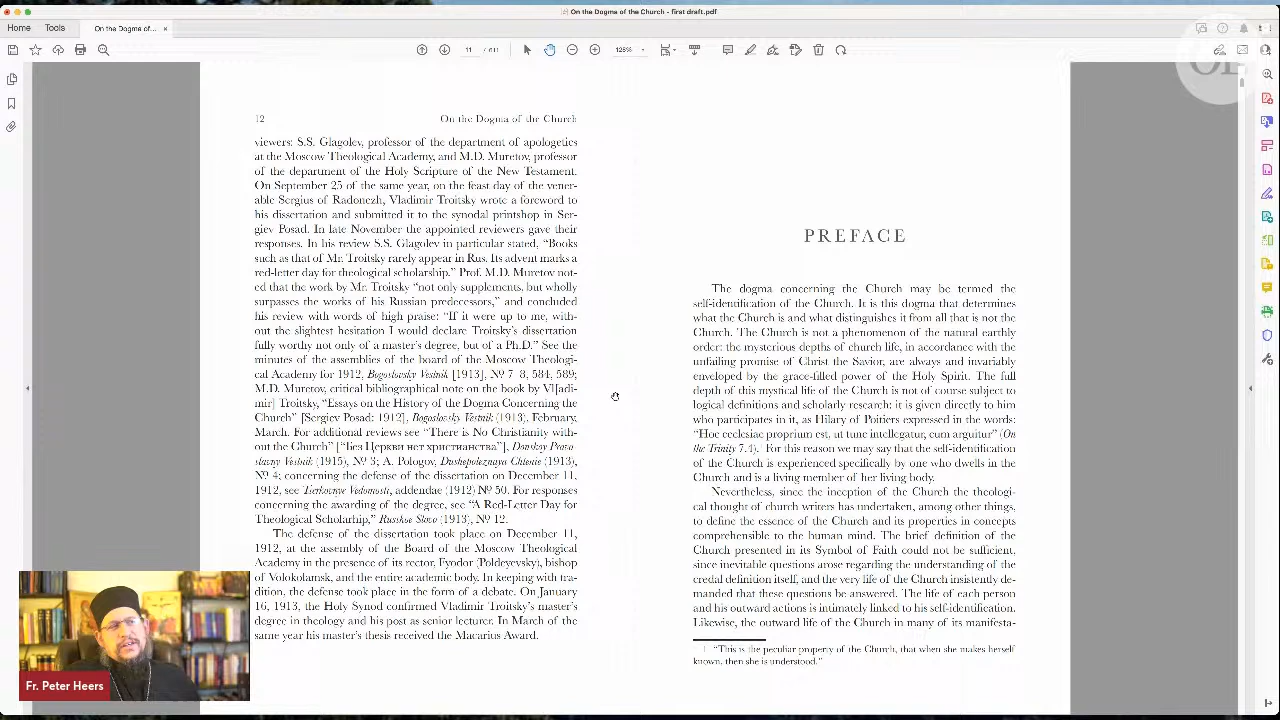 On the Dogma of the Church - first draft.pdf
Home
Tools
On the Dogma of...
11
128%
12
On the Dogma of the Church
viewers: S.S. Glagolev, professor of the department of apologetics
at the Moscow Theological Academy, and M.D. Muretov, professor
of the department of the Holy Scripture of the New Testament.
On September 25 of the same year, on the feast day of the vener-
able Sergius of Radonezh, Vladimir Troitsky wrote a foreword to
his dissertation and submitted it to the synodal printshop in Ser-
giev Posad. In late November the appointed reviewers gave their
responses. In his review S.S. Glagolev in particular stated, “Books
such as that of Mr. Troitsky rarely appear in Rus. Its advent marks a
red-letter day for theological scholarship.” Prof. M.D. Muretov not-
ed that the work by Mr. Troitsky “not only supplements, but wholly
surpasses the works of his Russian predecessors,” and concluded
his review with words of high praise: “If it were up to me, with-
out the slightest hesitation I would declare Troitsky’s dissertation
fully worthy not only of a master’s degree, but of a Ph.D.” See the
minutes of the assemblies of the board of the Moscow Theologi-
cal Academy for 1912, Bogoslovsky Vestnik [1913], № 7–8, 584, 589;
M.D. Muretov, critical bibliographical note on the book by V[ladi-
mir] Troitsky, “Essays on the History of the Dogma Concerning the
Church” [Sergiev Posad: 1912], Bogoslovsky Vestnik (1913), February,
March. For additional reviews see “There is No Christianity with-
out the Church” [“Без Церкви нет христианства”], Donskoy Pravo-
slavny Vestnik (1915), № 3; A. Pologov, Dushepoleznaya Chtenie (1913),
№ 4; concerning the defense of the dissertation on December 11,
1912, see Tserkovnye Vedomosti, addendae (1912) № 50. For responses
concerning the awarding of the degree, see “A Red-Letter Day for
Theological Scholarhip,” Russkoe Slovo (1913), № 12.
The defense of the dissertation took place on December 11,
1912, at the assembly of the Board of the Moscow Theological
Academy in the presence of its rector, Fyodor (Poldeyevsky), bishop
of Volokolamsk, and the entire academic body. In keeping with tra-
dition, the defense took place in the form of a debate. On January
16, 1913, the Holy Synod confirmed Vladimir Troitsky’s master’s
degree in theology and his post as senior lecturer. In March of the
same year his master’s thesis received the Macarius Award.
PREFACE
The dogma concerning the Church may be termed the
self-identification of the Church. It is this dogma that determines
what the Church is and what distinguishes it from all that is not the
Church. The Church is not a phenomenon of the natural earthly
order: the mysterious depths of church life, in accordance with the
unfailing promise of Christ the Savior, are always and invariably
enveloped by the grace-filled power of the Holy Spirit. The full
depth of this mystical life of the Church is not of course subject to
logical definitions and scholarly research: it is given directly to him
who participates in it, as Hilary of Poitiers expressed in the words:
“Hoc ecclesiae proprium est, ut tunc intellegatur, cum arguitur” (On
the Trinity 7.4). For this reason we may say that the self-identification
of the Church is experienced specifically by one who dwells in the
Church and is a living member of her living body.
Nevertheless, since the inception of the Church the theologi-
cal thought of church writers has undertaken, among other things,
to define the essence of the Church and its properties in concepts
comprehensible to the human mind. The brief definition of the
Church presented in its Symbol of Faith could not be sufficient,
since inevitable questions arose regarding the understanding of the
credal definition itself, and the very life of the Church insistently de-
manded that these questions be answered. The life of each person
and his outward actions is intimately linked to his self-identification.
Likewise, the outward life of the Church in many of its manifesta-
1 “This is the peculiar property of the Church, that when she makes herself
known, then she is understood.”
Fr. Peter Heers